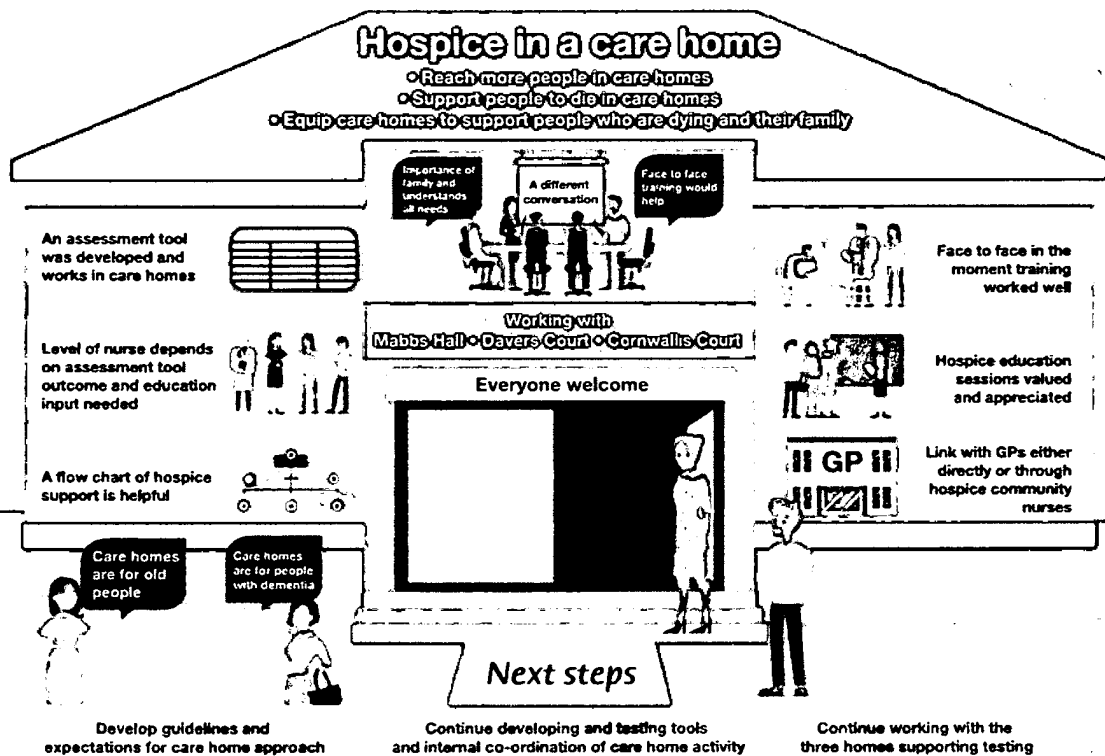 Hospice in a care home
• Reach more people in care homes
• Support people to die in care homes
• Equip care homes to support people who are dying and their family
Importance of
family and
understands
all needs
A different
conversation
Face to face
training would
help
An assessment tool
was developed and
works in care homes
Level of nurse depends
on assessment tool
outcome and education
input needed
A flow chart of hospice
support is helpful
Working with
Mabbs Hall • Davers Court • Cornwallis Court
Everyone welcome
Face to face in the
moment training
worked well
Hospice education
sessions valued
and appreciated
GP
Link with GPs either
directly or through
hospice community
nurses
Care homes
are for old
people
Care homes
are for people
with dementia
Next steps
Develop guidelines and
expectations for care home approach
Continue developing and testing tools
and internal co-ordination of care home activity
Continue working with the
three homes supporting testing